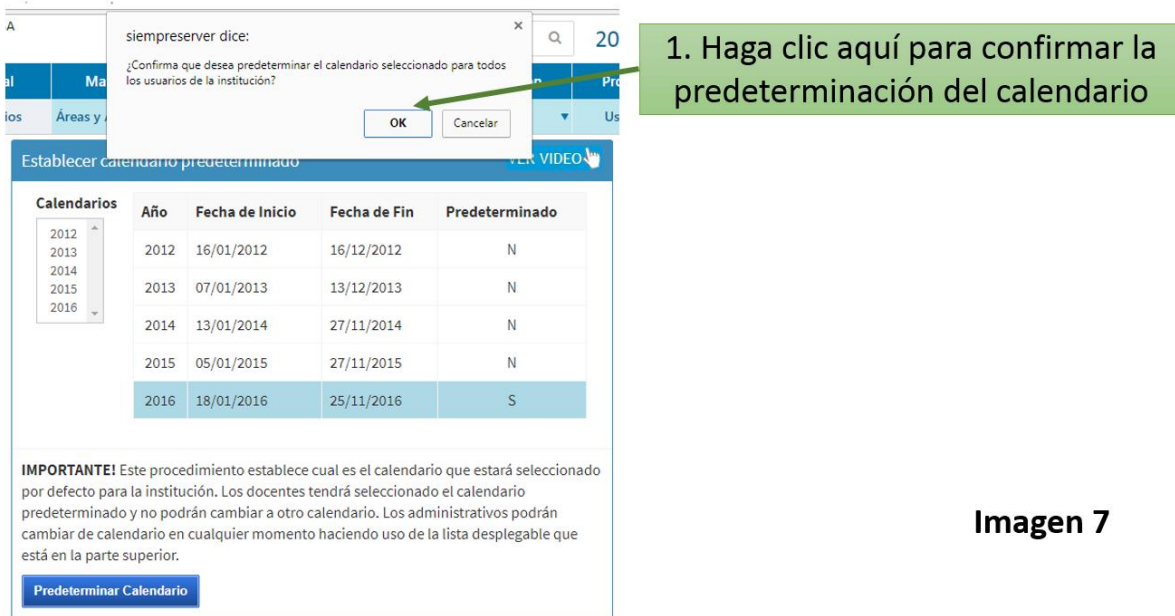 A
siempreserver dice:
×
20
¿Confirma que desea predeterminar el calendario seleccionado para todos
los usuarios de la institución?
OK
Cancelar
al
Ma
Pro
ios
Áreas y
Us
1. Haga clic aquí para confirmar la
predeterminación del calendario
Establecer calendario predeterminado
VER VIDEO
Calendarios
2012
2013
2014
2015
2016
Año Fecha de Inicio Fecha de Fin Predeterminado
2012 16/01/2012 16/12/2012 N
2013 07/01/2013 13/12/2013 N
2014 13/01/2014 27/11/2014 N
2015 05/01/2015 27/11/2015 N
2016 18/01/2016 25/11/2016 S
IMPORTANTE! Este procedimiento establece cual es el calendario que estará seleccionado
por defecto para la institución. Los docentes tendrá seleccionado el calendario
predeterminado y no podrán cambiar a otro calendario. Los administrativos podrán
cambiar de calendario en cualquier momento haciendo uso de la lista desplegable que
está en la parte superior.
Predeterminar Calendario
Imagen 7